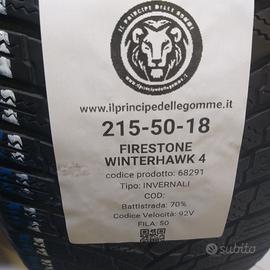 IL PRINCIPE DELLE GOMME
www.ilprincipedellegomme.it
215-50-18
FIRESTONE
WINTERHAWK 4
codice prodotto: 68291
Tipo: INVERNALI
COD:
Battistrada: 70%
Codice Velocità: 92V
FILA: 50
subito